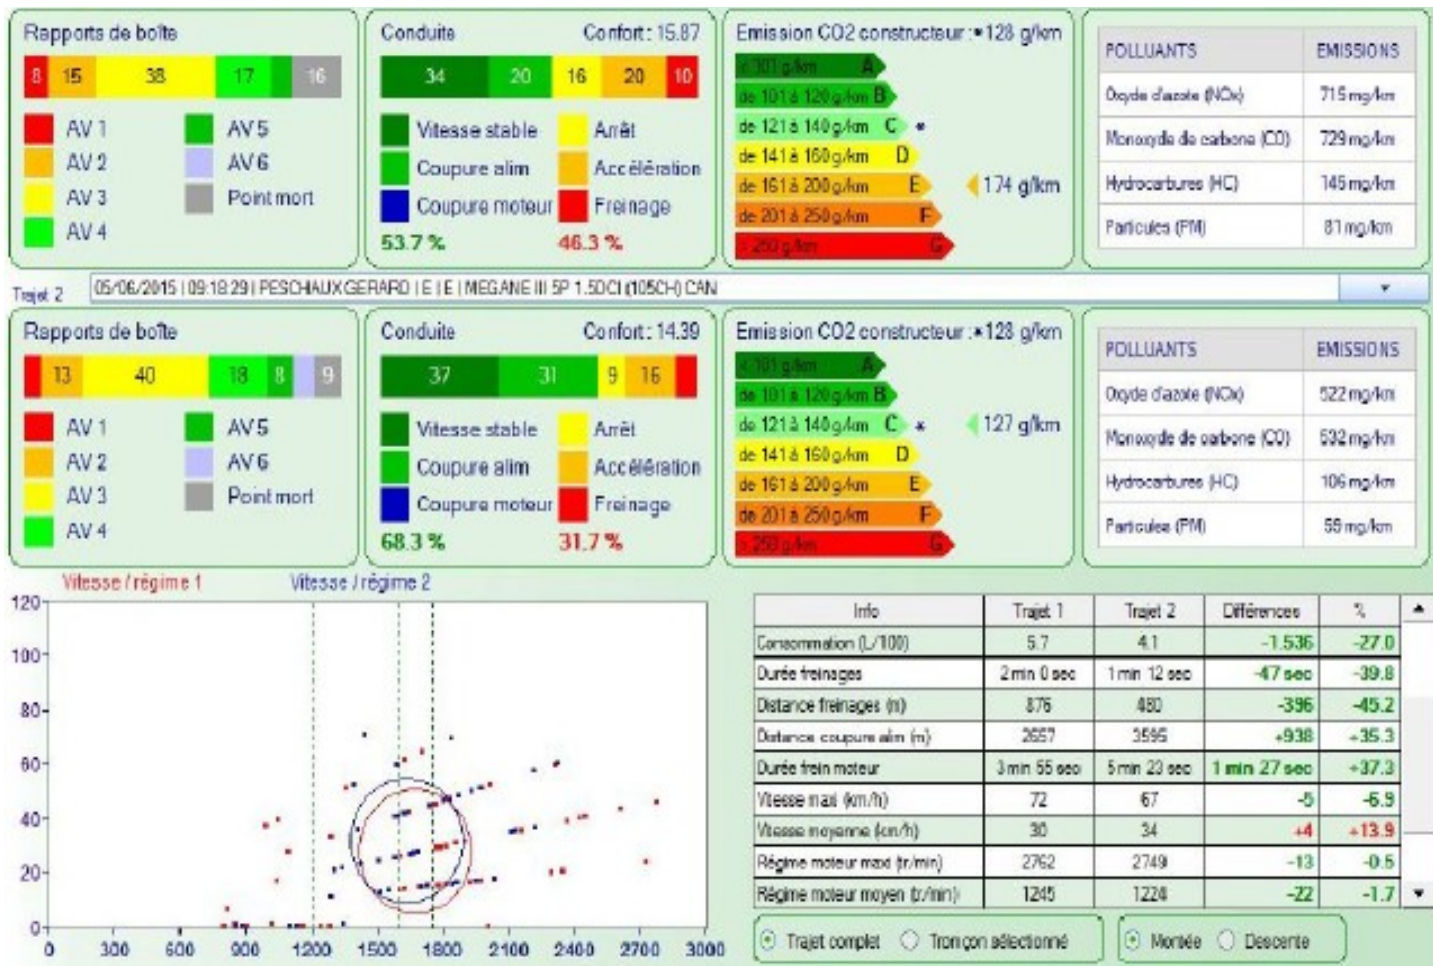 Rapports de boîte
8 15 38 17 16
AV 1
AV 2
AV 3
AV 4
AV 5
AV 6
Point mort
Conduite Confort : 15.87
34 20 16 20 10
Vitesse stable
Coupure alim
Coupure moteur
Arrêt
Accélération
Freinage
53.7 % 46.3 %
Emission CO2 constructeur :*128 g/km
< 101 g/km A
de 101 à 120 g/km B
de 121 à 140 g/km C *
de 141 à 160 g/km D
de 161 à 200 g/km E 174 g/km
de 201 à 250 g/km F
> 250 g/km G
POLLUANTS EMISSIONS
Oxyde d'azote (NOx) 715 mg/km
Monoxyde de carbone (CO) 729 mg/km
Hydrocarbures (HC) 145 mg/km
Particules (PM) 81 mg/km
Trajet 2 05/06/2015 | 09:18:29 | PESCHAUX GERARD | E | E | MEGANE III 5P 1.5DCI (105CH) CAN
Rapports de boîte
13 40 18 8 9
AV 1
AV 2
AV 3
AV 4
AV 5
AV 6
Point mort
Conduite Confort : 14.39
37 31 9 16
Vitesse stable
Coupure alim
Coupure moteur
Arrêt
Accélération
Freinage
68.3 % 31.7 %
Emission CO2 constructeur :*128 g/km
< 101 g/km A
de 101 à 120 g/km B
de 121 à 140 g/km C * 127 g/km
de 141 à 160 g/km D
de 161 à 200 g/km E
de 201 à 250 g/km F
> 250 g/km G
POLLUANTS EMISSIONS
Oxyde d'azote (NOx) 522 mg/km
Monoxyde de carbone (CO) 532 mg/km
Hydrocarbures (HC) 106 mg/km
Particules (PM) 59 mg/km
Vitesse / régime 1 Vitesse / régime 2
120
100
80
60
40
20
0
0 300 600 900 1200 1500 1800 2100 2400 2700 3000
Info Trajet 1 Trajet 2 Différences %
Consommation (L/100) 5.7 4.1 -1.536 -27.0
Durée freinages 2 min 0 sec 1 min 12 sec -47 sec -39.8
Distance freinages (m) 876 480 -396 -45.2
Distance coupure alim (m) 2657 3595 +938 +35.3
Durée frein moteur 3 min 55 sec 5 min 23 sec 1 min 27 sec +37.3
Vitesse maxi (km/h) 72 67 -5 -6.9
Vitesse moyenne (km/h) 30 34 +4 +13.9
Régime moteur maxi (tr/min) 2762 2749 -13 -0.5
Régime moteur moyen (tr/min) 1245 1224 -22 -1.7
Trajet complet Tronçon sélectionné Montée Descente